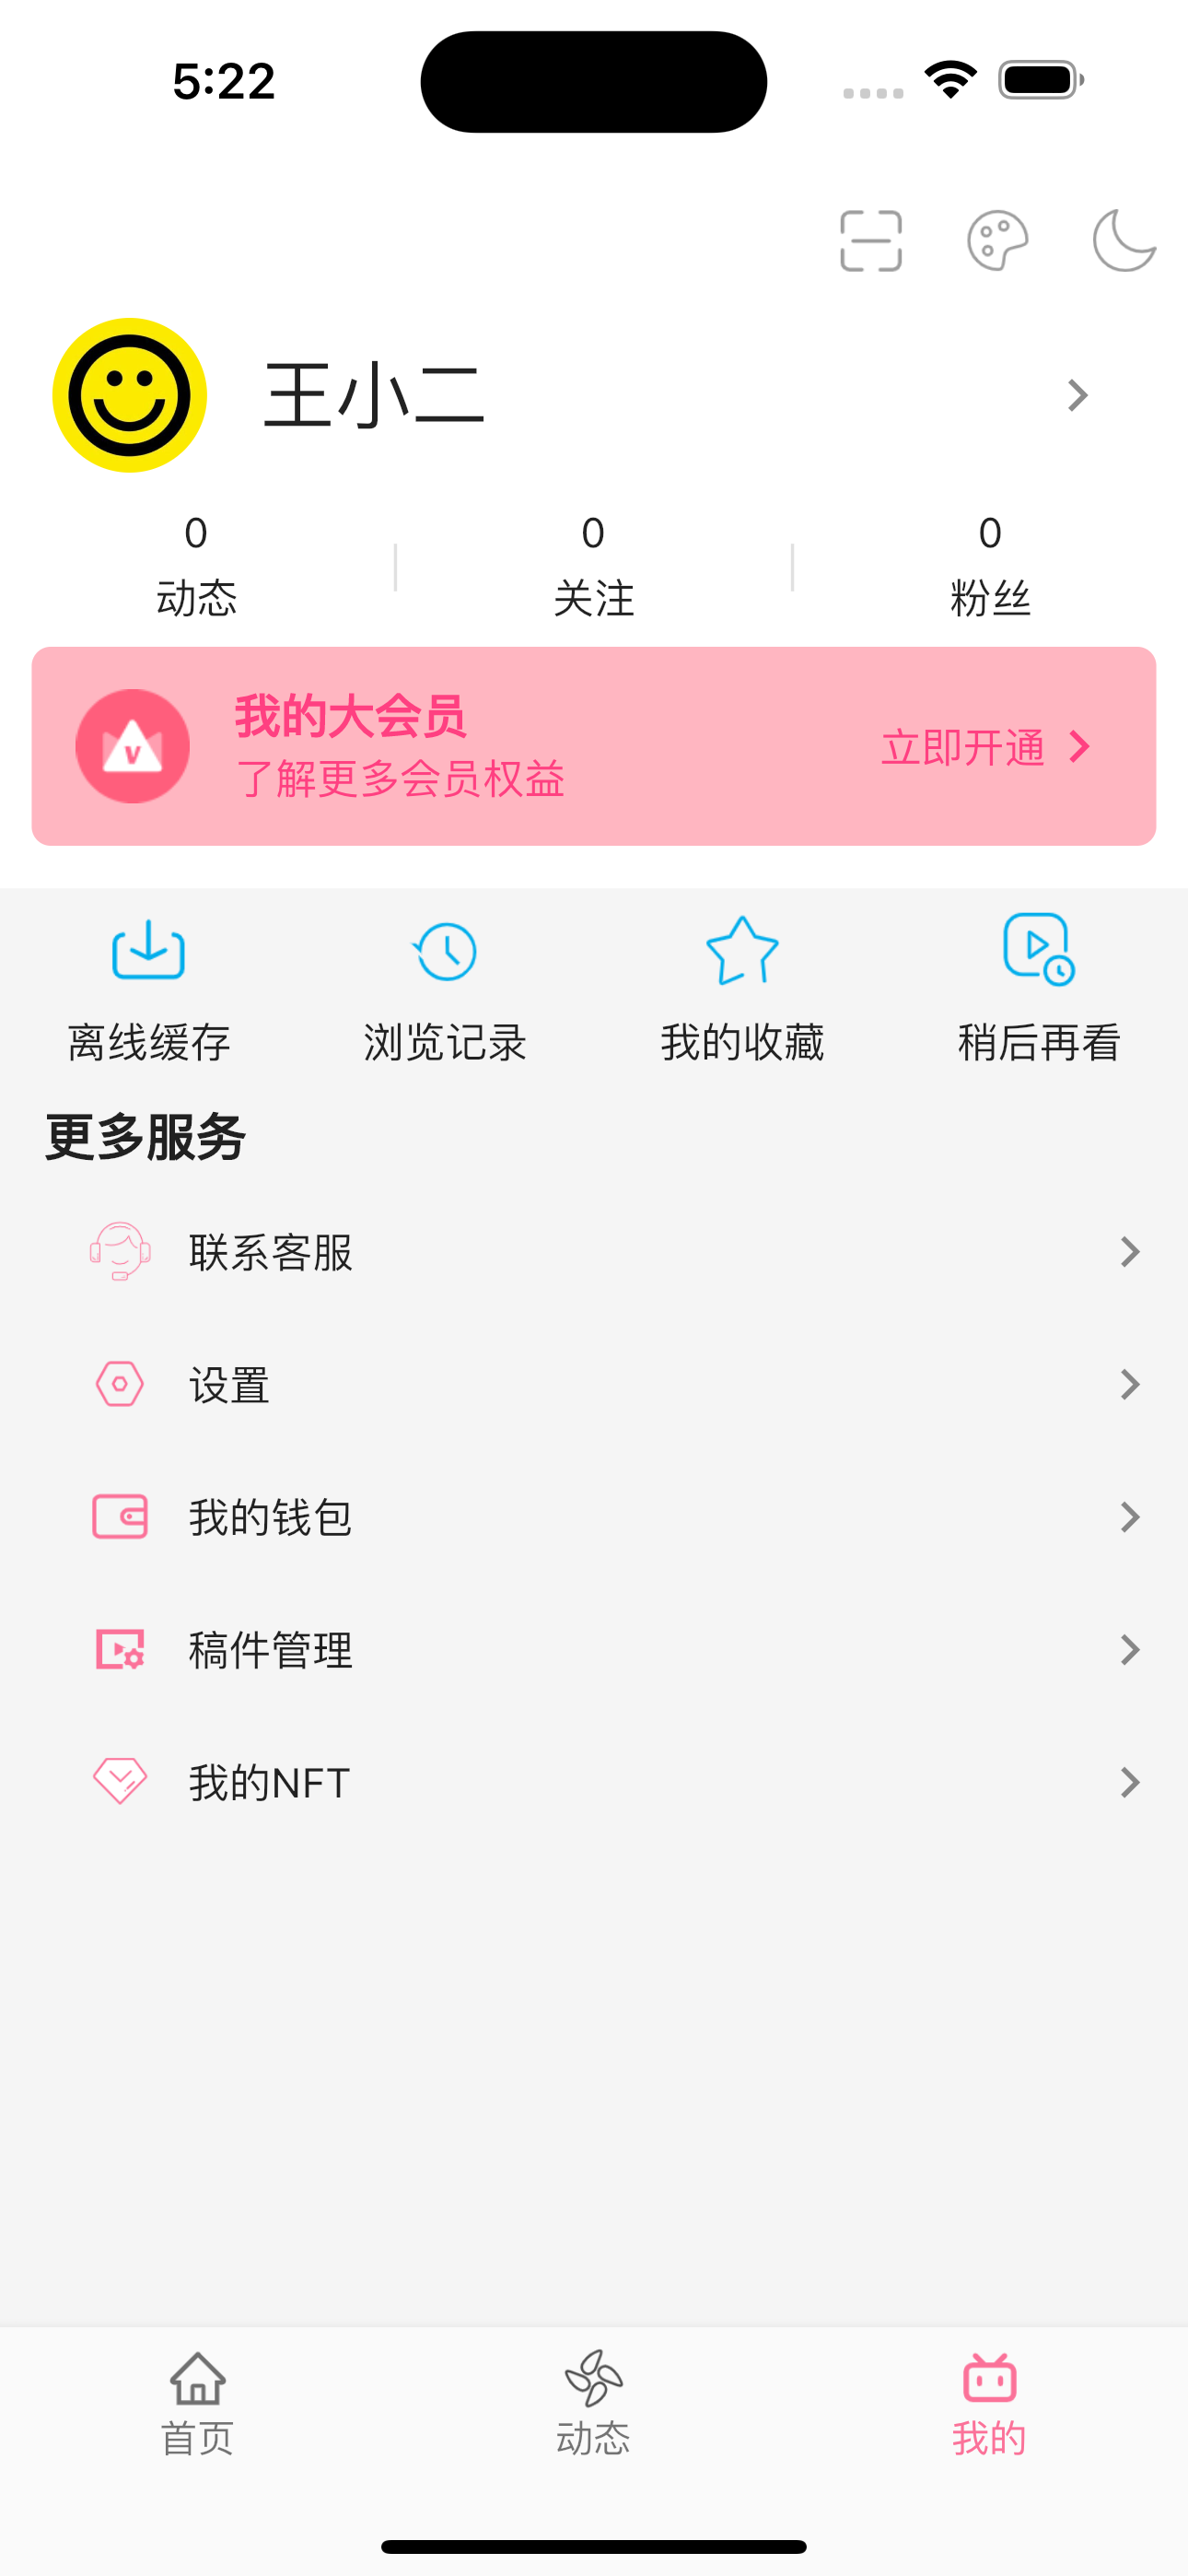 5:22
王小二
0
动态
0
关注
0
粉丝
我的大会员
了解更多会员权益
立即开通
离线缓存
浏览记录
我的收藏
稍后再看
更多服务
联系客服
设置
我的钱包
稿件管理
我的NFT
首页
动态
我的